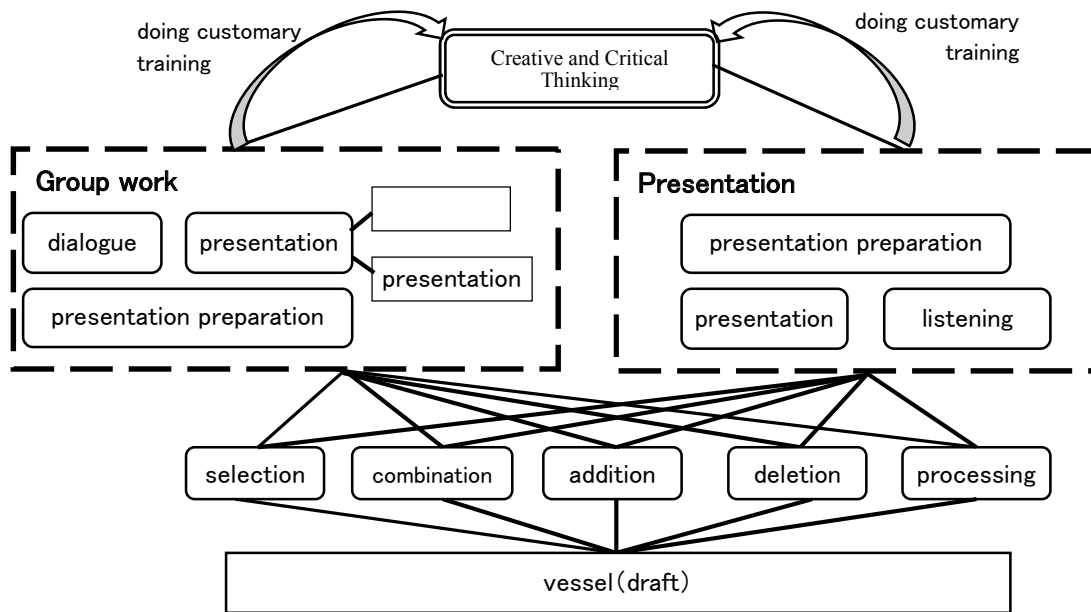 doing customary
training
Creative and Critical
Thinking
doing customary
training
Group work
dialogue
presentation
presentation
presentation preparation
Presentation
presentation preparation
presentation
listening
selection
combination
addition
deletion
processing
vessel(draft)